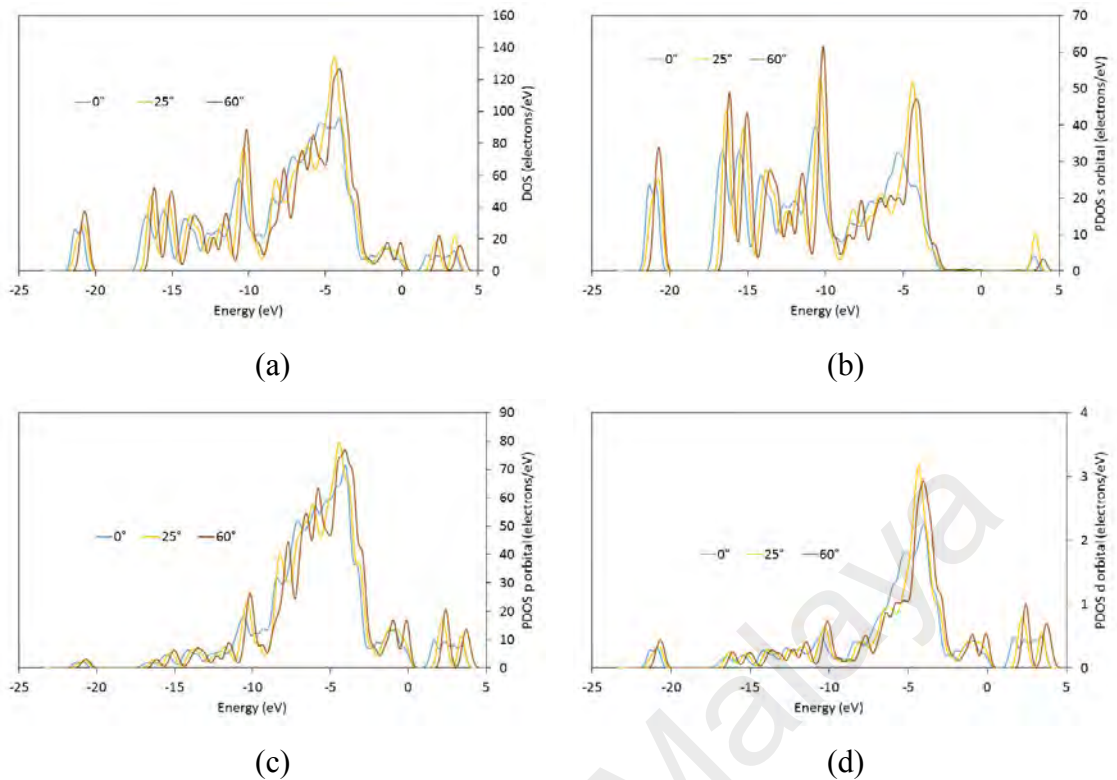 160
140
120
100
80
60
40
20
0
DOS (electrons/eV)
0° 25° 60°
-25 -20 -15 -10 -5 0 5
Energy (eV)
(a)
70
60
50
40
30
20
10
0
PDOS s orbital (electrons/eV)
0° 25° 60°
-25 -20 -15 -10 -5 0 5
Energy (eV)
(b)
90
80
70
60
50
40
30
20
10
0
PDOS p orbital (electrons/eV)
0° 25° 60°
-25 -20 -15 -10 -5 0 5
Energy (eV)
(c)
4
3
2
1
0
PDOS d orbital (electrons/eV)
0° 25° 60°
-25 -20 -15 -10 -5 0 5
Energy (eV)
(d)
Malaya